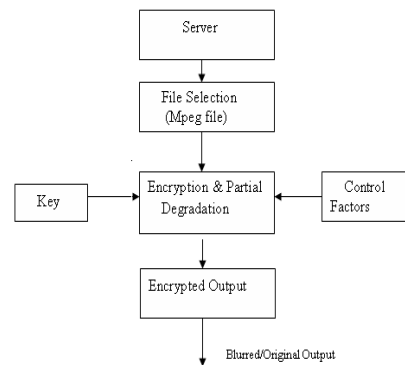 Server
File Selection
(Mpeg file)
Encryption & Partial
Degradation
Key
Control
Factors
Encrypted Output
Blurred/Original Output